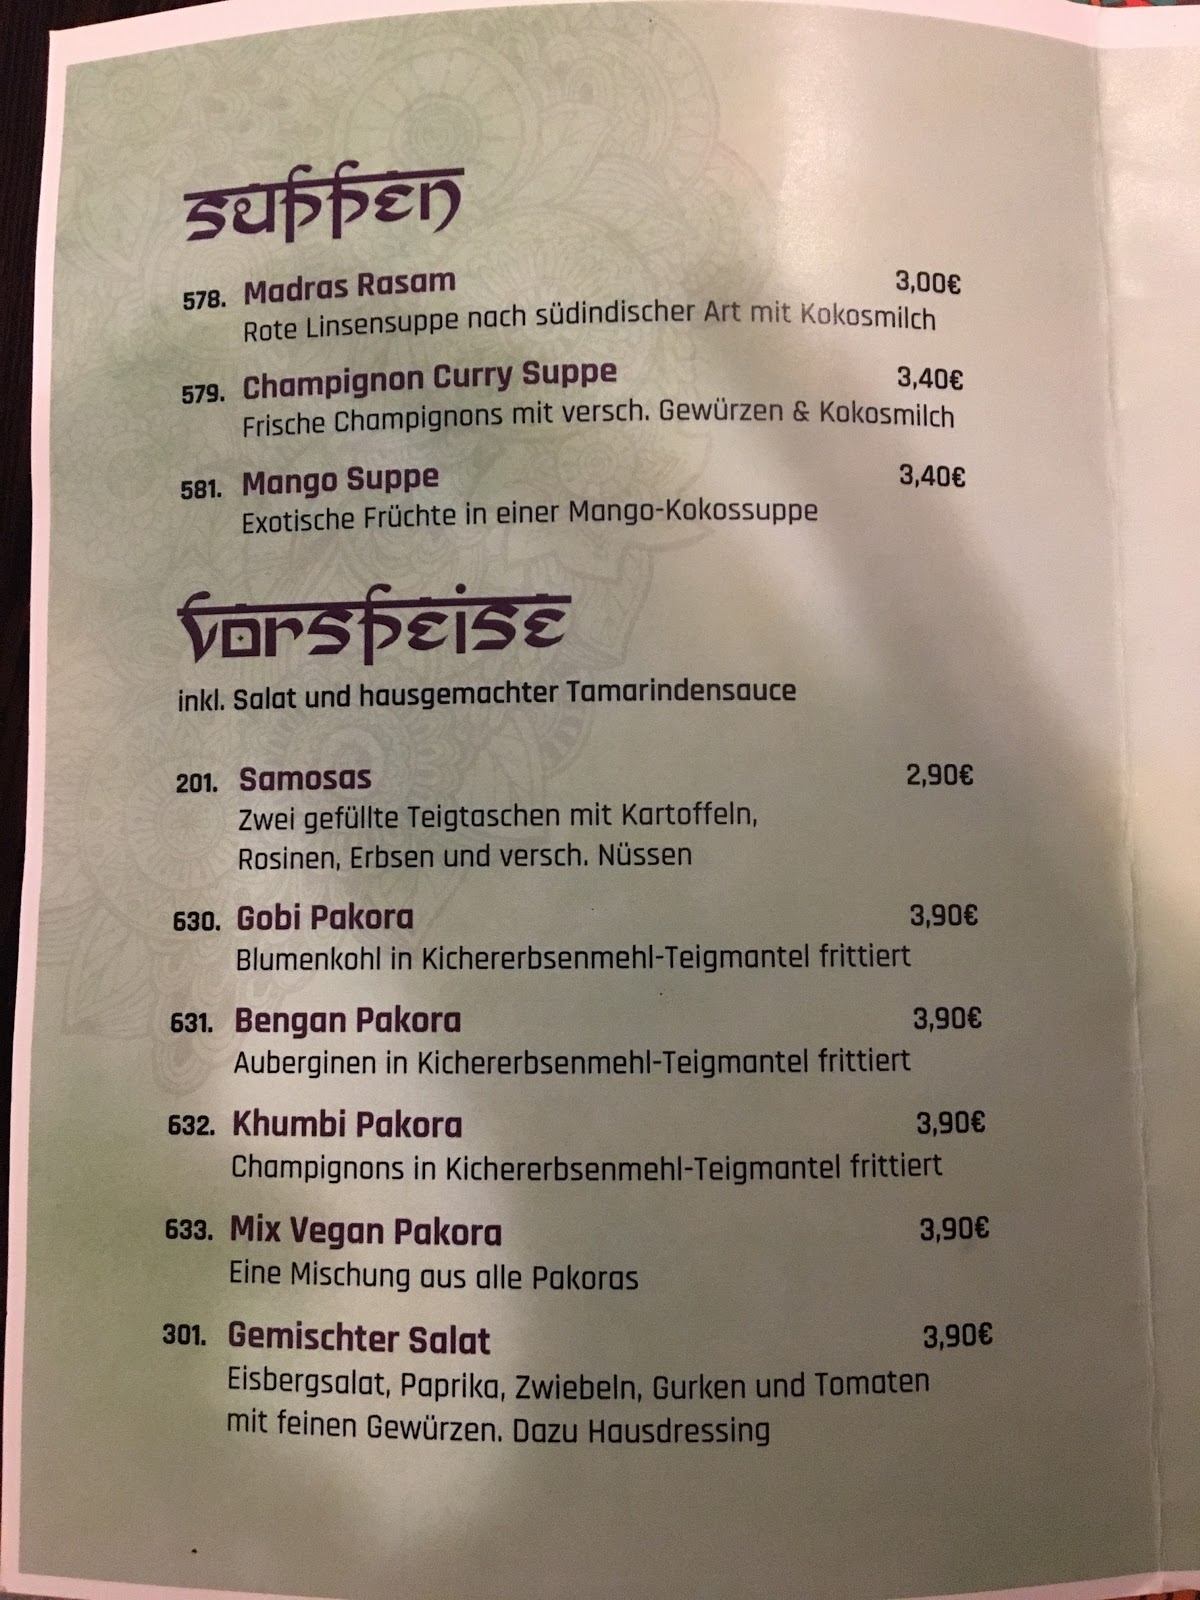 Suppen
578. Madras Rasam 3,00€
Rote Linsensuppe nach südindischer Art mit Kokosmilch
579. Champignon Curry Suppe 3,40€
Frische Champignons mit versch. Gewürzen & Kokosmilch
581. Mango Suppe 3,40€
Exotische Früchte in einer Mango-Kokossuppe
Vorspeise
inkl. Salat und hausgemachter Tamarindensauce
201. Samosas 2,90€
Zwei gefüllte Teigtaschen mit Kartoffeln,
Rosinen, Erbsen und versch. Nüssen
630. Gobi Pakora 3,90€
Blumenkohl in Kichererbsenmehl-Teigmantel frittiert
631. Bengan Pakora 3,90€
Auberginen in Kichererbsenmehl-Teigmantel frittiert
632. Khumbi Pakora 3,90€
Champignons in Kichererbsenmehl-Teigmantel frittiert
633. Mix Vegan Pakora 3,90€
Eine Mischung aus alle Pakoras
301. Gemischter Salat 3,90€
Eisbergsalat, Paprika, Zwiebeln, Gurken und Tomaten
mit feinen Gewürzen. Dazu Hausdressing